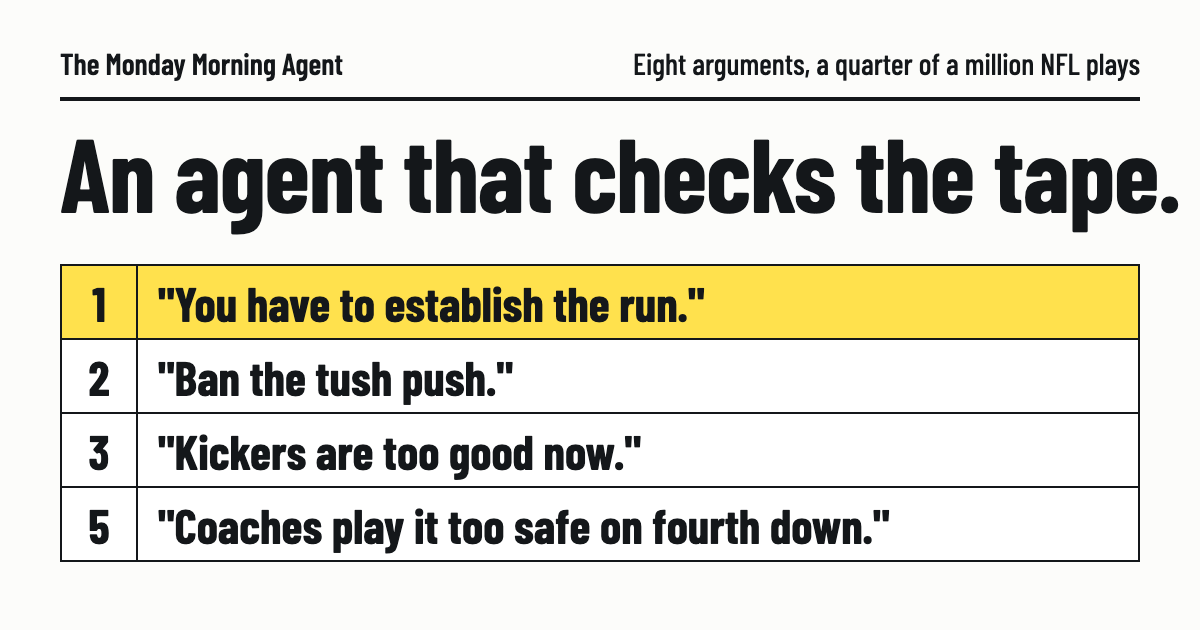 The Monday Morning Agent
Eight arguments, a quarter of a million NFL plays
An agent that checks the tape.
1 "You have to establish the run."
2 "Ban the tush push."
3 "Kickers are too good now."
5 "Coaches play it too safe on fourth down."